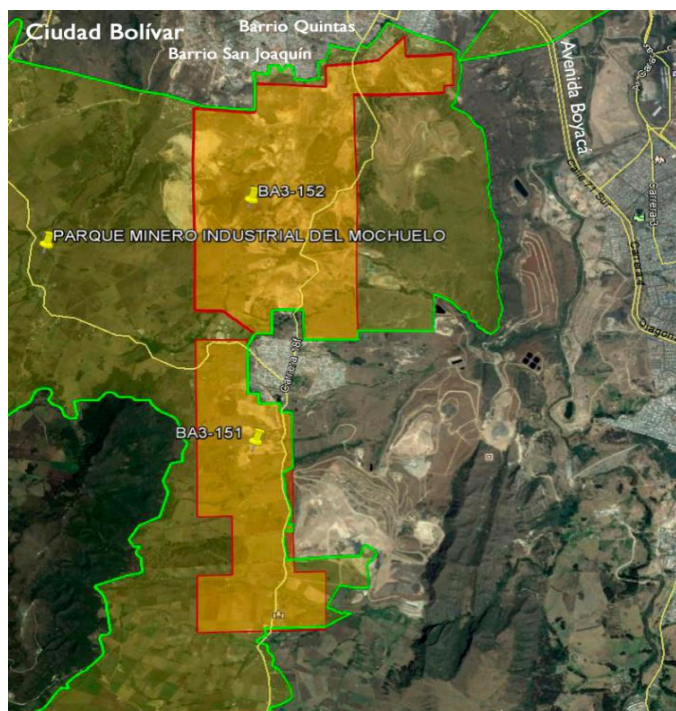 Ciudad Bolívar
Barrio Quintas
Barrio San Joaquín
Avenida Boyacá
BA3-152
PARQUE MINERO INDUSTRIAL DEL MOCHUELO
Carrera 18f
BA3-151